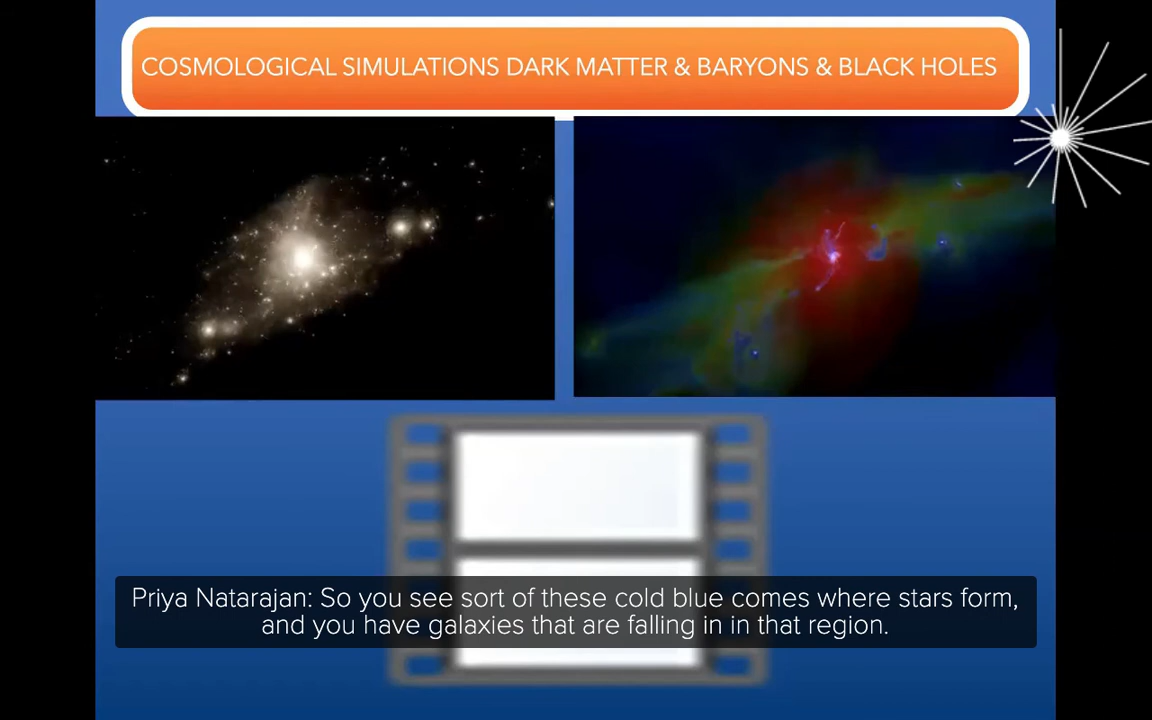 COSMOLOGICAL SIMULATIONS DARK MATTER & BARYONS & BLACK HOLES
Priya Natarajan: So you see sort of these cold blue comes where stars form,
and you have galaxies that are falling in in that region.